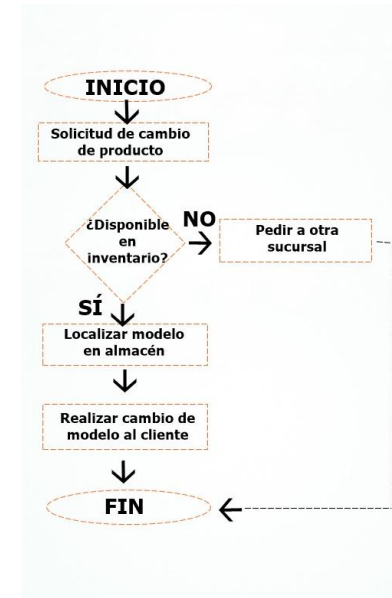 INICIO
Solicitud de cambio
de producto
¿Disponible
en
inventario?
NO
Pedir a otra
sucursal
SÍ
Localizar modelo
en almacén
Realizar cambio de
modelo al cliente
FIN